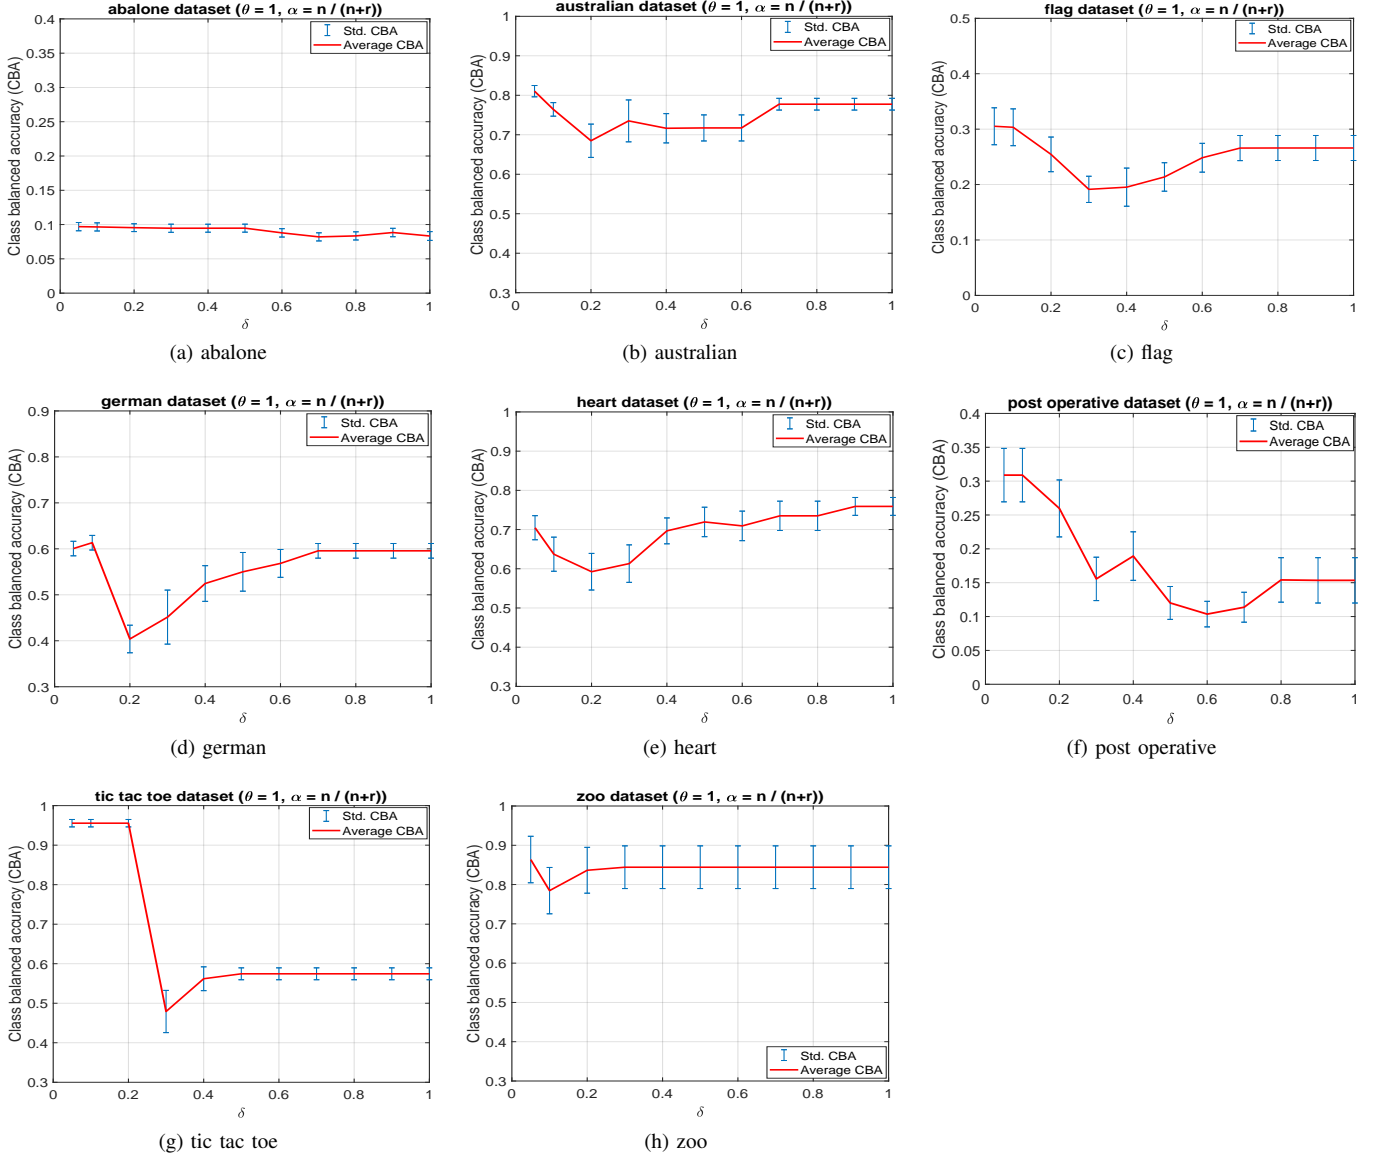 abalone dataset (θ = 1, α = n / (n+r))
Std. CBA
Average CBA
Class balanced accuracy (CBA)
0.4
0.35
0.3
0.25
0.2
0.15
0.1
0.05
0
0 0.2 0.4 0.6 0.8 1
δ
(a) abalone
australian dataset (θ = 1, α = n / (n+r))
Std. CBA
Average CBA
Class balanced accuracy (CBA)
1
0.9
0.8
0.7
0.6
0.5
0.4
0.3
0 0.2 0.4 0.6 0.8 1
δ
(b) australian
flag dataset (θ = 1, α = n / (n+r))
Std. CBA
Average CBA
Class balanced accuracy (CBA)
0.5
0.4
0.3
0.2
0.1
0
0 0.2 0.4 0.6 0.8 1
δ
(c) flag
german dataset (θ = 1, α = n / (n+r))
Std. CBA
Average CBA
Class balanced accuracy (CBA)
0.9
0.8
0.7
0.6
0.5
0.4
0.3
0 0.2 0.4 0.6 0.8 1
δ
(d) german
heart dataset (θ = 1, α = n / (n+r))
Std. CBA
Average CBA
Class balanced accuracy (CBA)
1
0.9
0.8
0.7
0.6
0.5
0.4
0.3
0 0.2 0.4 0.6 0.8 1
δ
(e) heart
post operative dataset (θ = 1, α = n / (n+r))
Std. CBA
Average CBA
Class balanced accuracy (CBA)
0.4
0.35
0.3
0.25
0.2
0.15
0.1
0.05
0
0 0.2 0.4 0.6 0.8 1
δ
(f) post operative
tic tac toe dataset (θ = 1, α = n / (n+r))
Std. CBA
Average CBA
Class balanced accuracy (CBA)
1
0.9
0.8
0.7
0.6
0.5
0.4
0.3
0 0.2 0.4 0.6 0.8 1
δ
(g) tic tac toe
zoo dataset (θ = 1, α = n / (n+r))
Std. CBA
Average CBA
Class balanced accuracy (CBA)
1
0.9
0.8
0.7
0.6
0.5
0.4
0.3
0 0.2 0.4 0.6 0.8 1
δ
(h) zoo